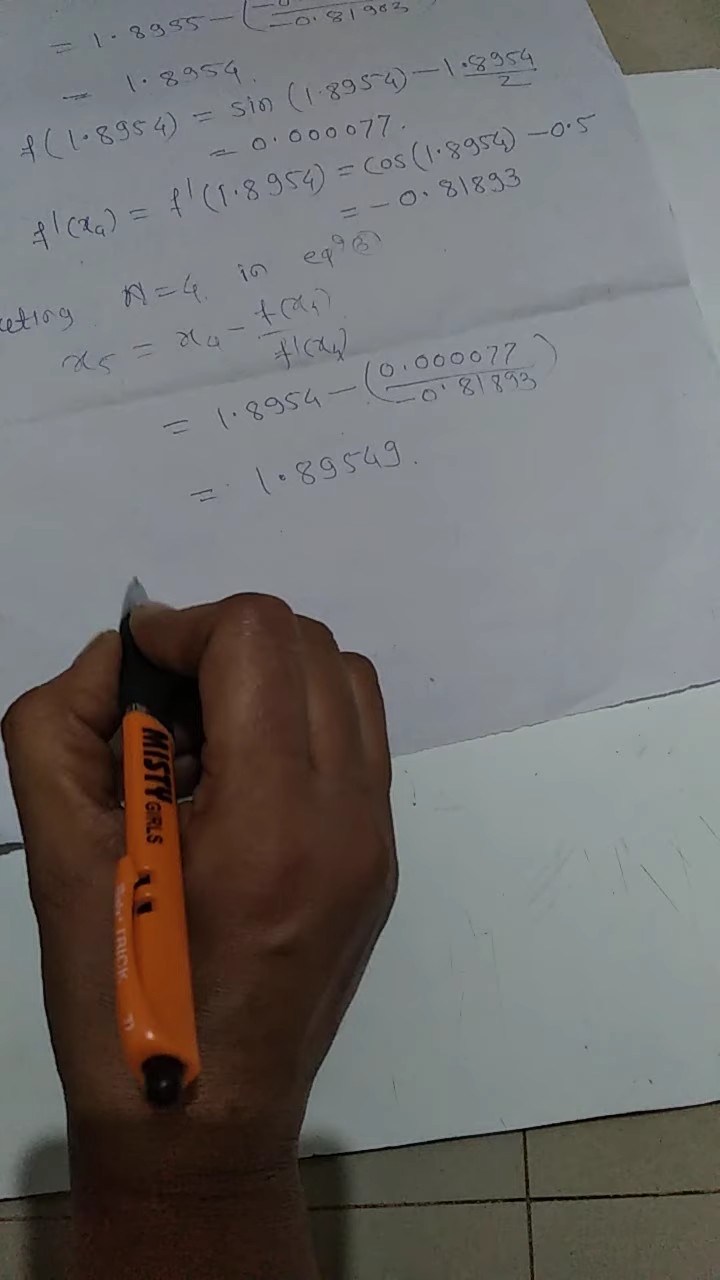 = 1.8955 - ( / -0.81903 )
= 1.8954.
f(1.8954) = sin (1.8954) - 1.8954/2
= 0.000077.
f'(x4) = f'(1.8954) = cos(1.8954) - 0.5
= -0.81893
N=4 in eqn
x5 = x4 - f(x4)/f'(x4)
= 1.8954 - ( 0.000077 / -0.81893 )
= 1.89549.
MISTY GIRLS
TRICK